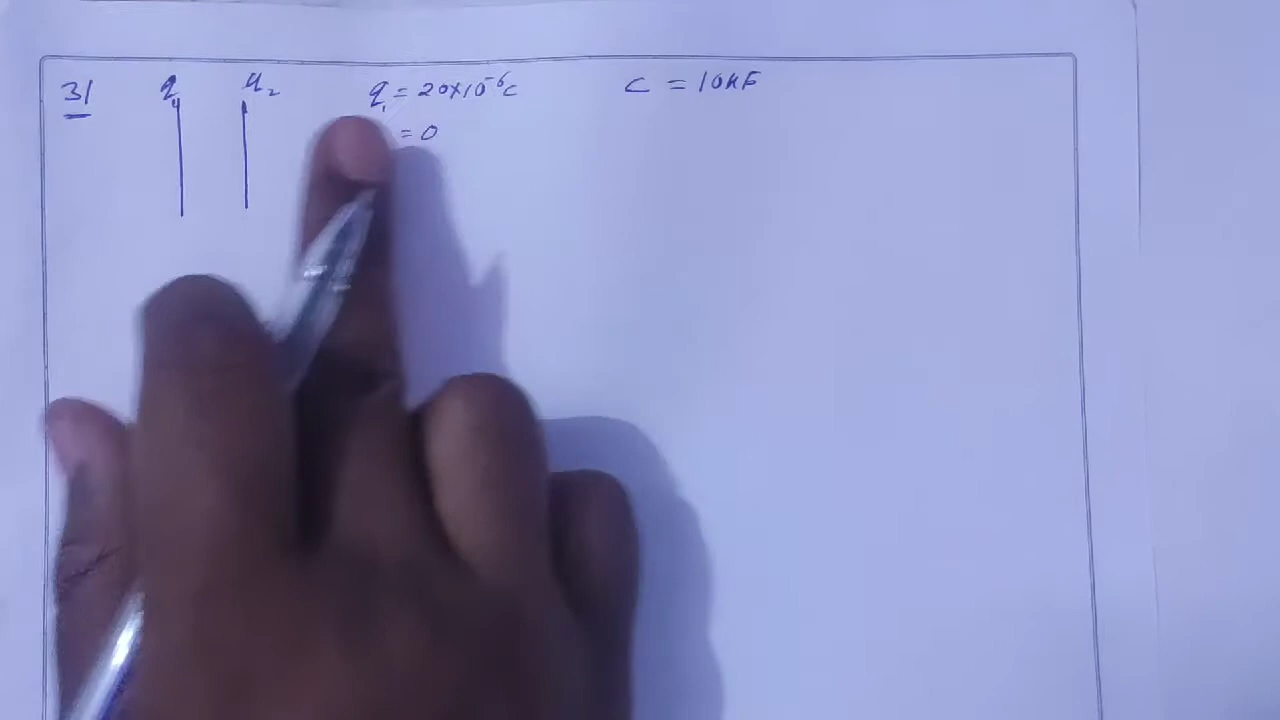 31 q₁ q₂ q₁ = 20×10⁻⁶C C = 10μF
= 0